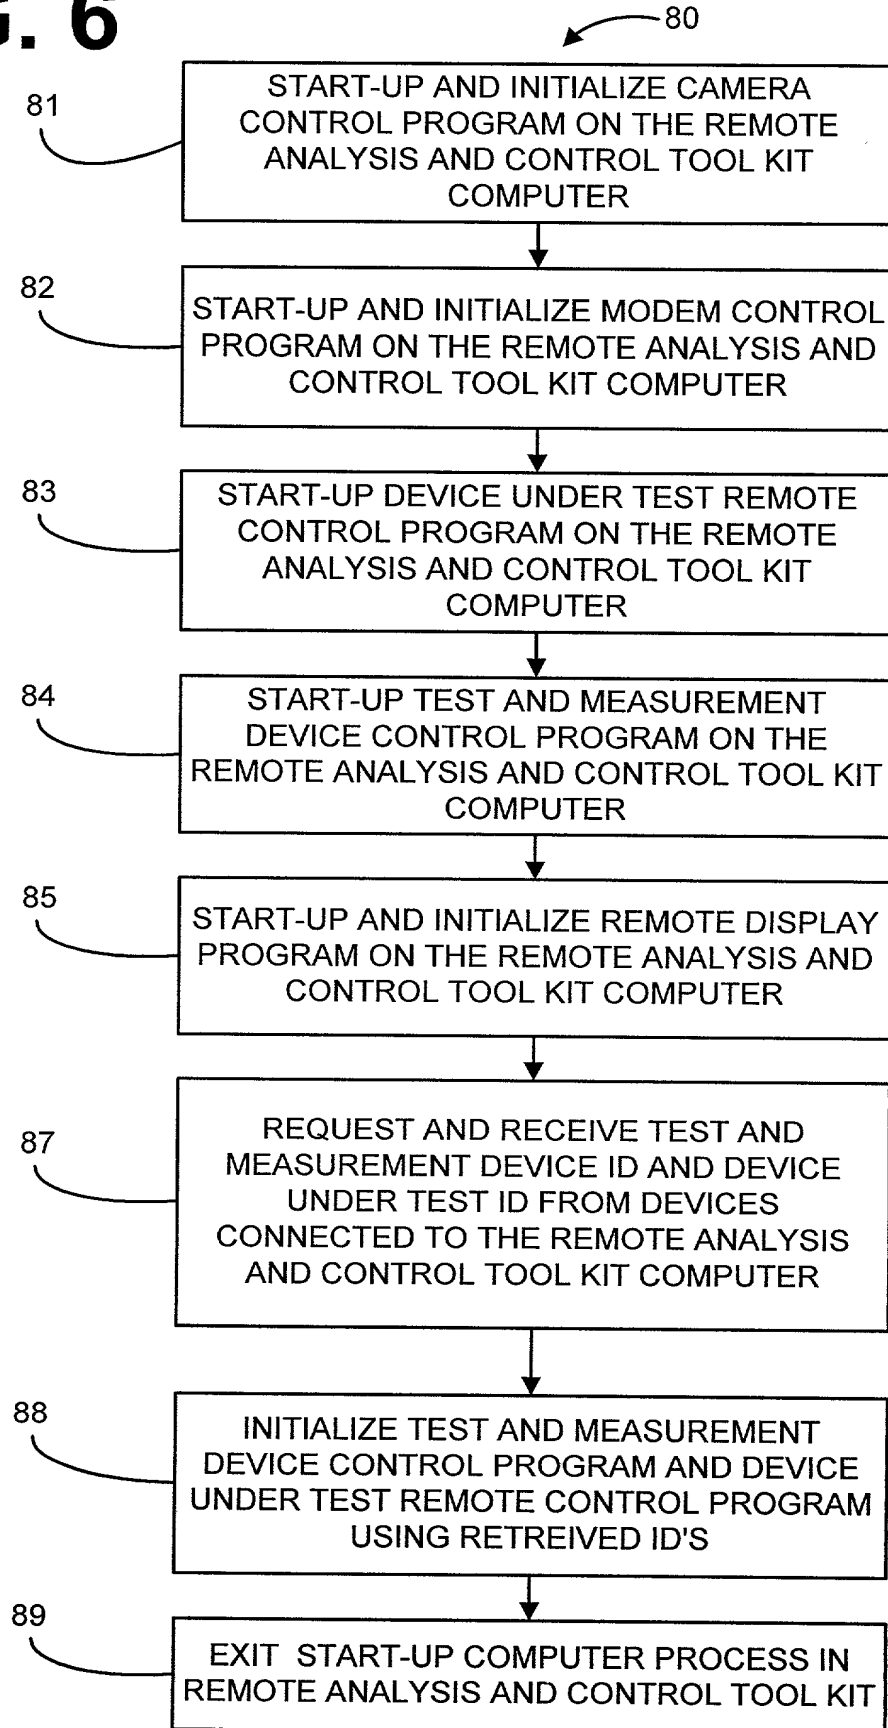 G. 6
80
81
START-UP AND INITIALIZE CAMERA
CONTROL PROGRAM ON THE REMOTE
ANALYSIS AND CONTROL TOOL KIT
COMPUTER
82
START-UP AND INITIALIZE MODEM CONTROL
PROGRAM ON THE REMOTE ANALYSIS AND
CONTROL TOOL KIT COMPUTER
83
START-UP DEVICE UNDER TEST REMOTE
CONTROL PROGRAM ON THE REMOTE
ANALYSIS AND CONTROL TOOL KIT
COMPUTER
84
START-UP TEST AND MEASUREMENT
DEVICE CONTROL PROGRAM ON THE
REMOTE ANALYSIS AND CONTROL TOOL KIT
COMPUTER
85
START-UP AND INITIALIZE REMOTE DISPLAY
PROGRAM ON THE REMOTE ANALYSIS AND
CONTROL TOOL KIT COMPUTER
87
REQUEST AND RECEIVE TEST AND
MEASUREMENT DEVICE ID AND DEVICE
UNDER TEST ID FROM DEVICES
CONNECTED TO THE REMOTE ANALYSIS
AND CONTROL TOOL KIT COMPUTER
88
INITIALIZE TEST AND MEASUREMENT
DEVICE CONTROL PROGRAM AND DEVICE
UNDER TEST REMOTE CONTROL PROGRAM
USING RETREIVED ID'S
89
EXIT START-UP COMPUTER PROCESS IN
REMOTE ANALYSIS AND CONTROL TOOL KIT